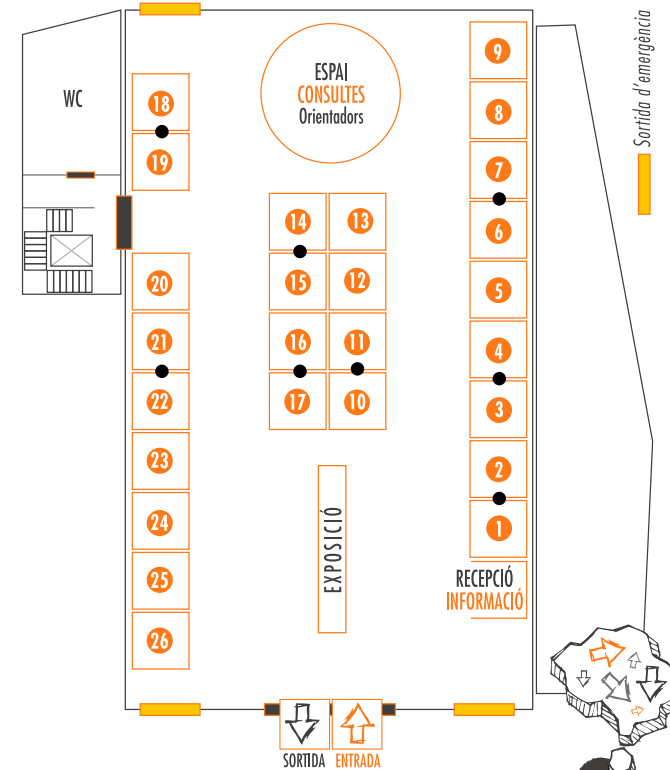 WC
ESPAI
CONSULTES
Orientadors
Sortida d'emergència
18
19
20
21
22
23
24
25
26
14
13
15
12
16
11
17
10
9
8
7
6
5
4
3
2
1
EXPOSICIÓ
RECEPCIÓ
INFORMACIÓ
SORTIDA
ENTRADA